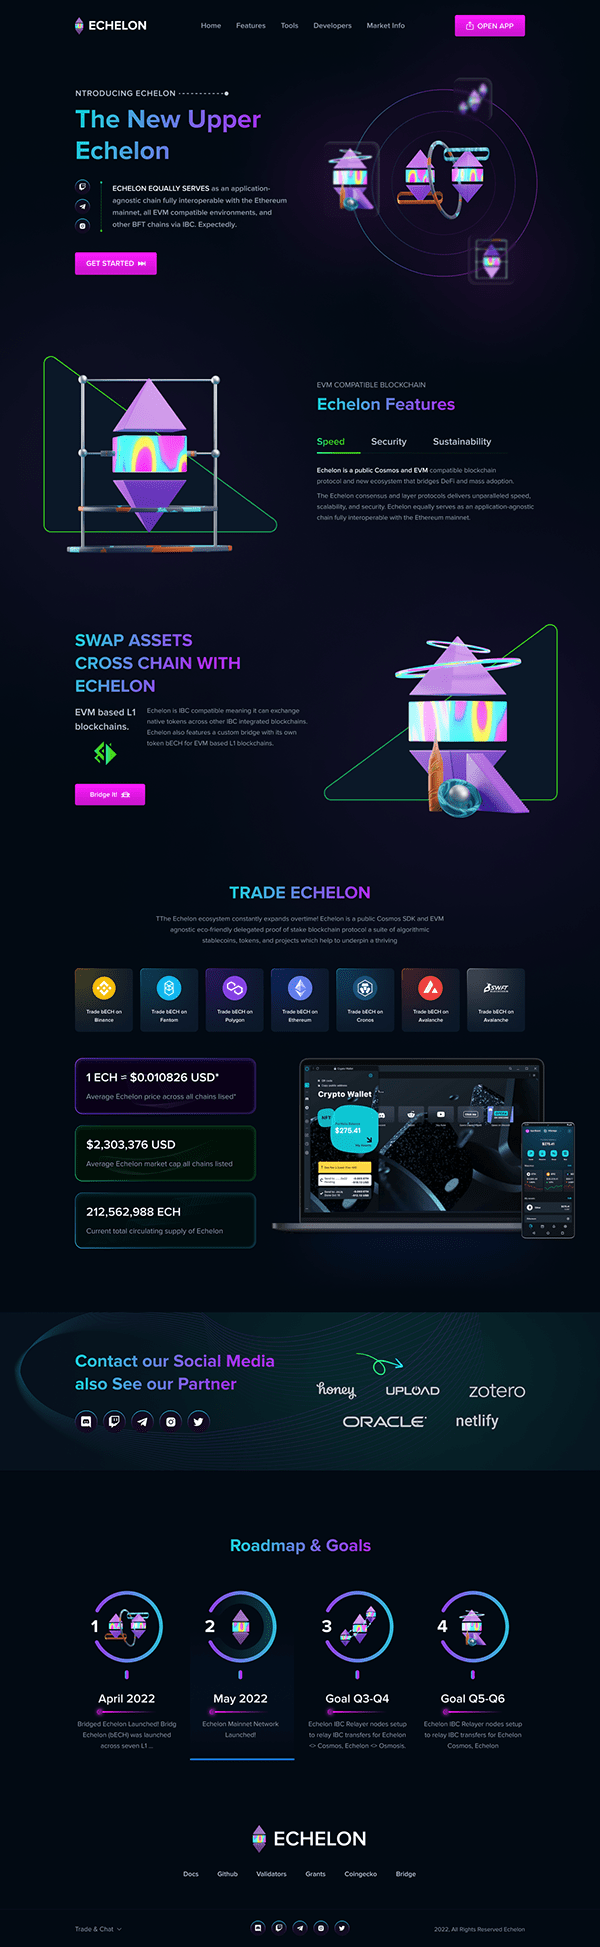 ECHELON
Home Features Tools Developers Market Info
OPEN APP
NTRODUCING ECHELON
The New Upper
Echelon
ECHELON EQUALLY SERVES as an application-
agnostic chain fully interoperable with the Ethereum
mainnet, all EVM compatible environments, and
other BFT chains via IBC. Expectedly.
GET STARTED
EVM COMPATIBLE BLOCKCHAIN
Echelon Features
Speed Security Sustainability
Echelon is a public Cosmos and EVM compatible blockchain
protocol and new ecosystem that bridges DeFi and mass adoption.
The Echelon consensus and layer protocols delivers unparalleled speed,
scalability, and security. Echelon equally serves as an application-agnostic
chain fully interoperable with the Ethereum mainnet.
SWAP ASSETS
CROSS CHAIN WITH
ECHELON
EVM based L1
blockchains.
Echelon is IBC compatible meaning it can exchange
native tokens across other IBC integrated blockchains.
Echelon also features a custom bridge with its own
token bECH for EVM based L1 blockchains.
Bridge It!
TRADE ECHELON
TThe Echelon ecosystem constantly expands overtime! Echelon is a public Cosmos SDK and EVM
agnostic eco-friendly delegated proof of stake blockchain protocol a suite of algorithmic
stablecoins, tokens, and projects which help to underpin a thriving
Trade bECH on
Binance
Trade bECH on
Fantom
Trade bECH on
Polygon
Trade bECH on
Ethereum
Trade bECH on
Cronos
Trade bECH on
Avalanche
SWFT
Trade bECH on
Avalanche
1 ECH = $0.010826 USD*
Average Echelon price across all chains lised*
$2,303,376 USD
Average Echelon market cap all chains listed
212,562,988 ECH
Current total circulating supply of Echelon
Crypto Wallet
NFT
$275.41
$275.41
Contact our Social Media
also See our Partner
honey UPLOAD zotero
ORACLE netlify
Roadmap & Goals
1
April 2022
Bridged Echelon Launched! Bridg
Echelon (bECH) was launched
across seven L1 ...
2
May 2022
Echelon Mainnet Network
Launched!
3
Goal Q3-Q4
Echelon IBC Relayer nodes setup
to relay IBC transfers for Echelon
<> Cosmos, Echelon <> Osmosis.
4
Goal Q5-Q6
Echelon IBC Relayer nodes setup
to relay IBC transfers for Echelon
Cosmos, Echelon
ECHELON
Docs Github Validators Grants Coingecko Bridge
Trade & Chat
2022, All Rights Reserved Echelon